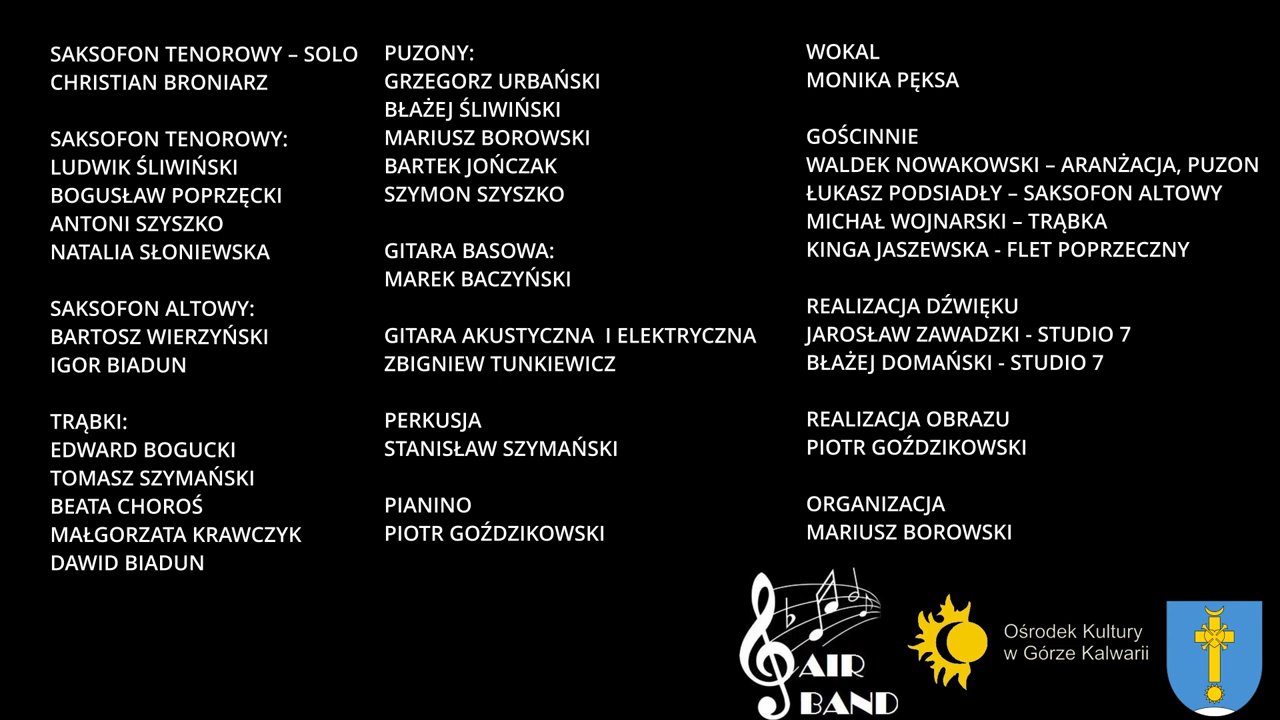 SAKSOFON TENOROWY – SOLO
CHRISTIAN BRONIARZ
SAKSOFON TENOROWY:
LUDWIK ŚLIWIŃSKI
BOGUSŁAW POPRZĘCKI
ANTONI SZYSZKO
NATALIA SŁONIEWSKA
SAKSOFON ALTOWY:
BARTOSZ WIERZYŃSKI
IGOR BIADUN
TRĄBKI:
EDWARD BOGUCKI
TOMASZ SZYMAŃSKI
BEATA CHOROŚ
MAŁGORZATA KRAWCZYK
DAWID BIADUN
PUZONY:
GRZEGORZ URBAŃSKI
BŁAŻEJ ŚLIWIŃSKI
MARIUSZ BOROWSKI
BARTEK JOŃCZAK
SZYMON SZYSZKO
GITARA BASOWA:
MAREK BACZYŃSKI
GITARA AKUSTYCZNA  I ELEKTRYCZNA
ZBIGNIEW TUNKIEWICZ
PERKUSJA
STANISŁAW SZYMAŃSKI
PIANINO
PIOTR GOŹDZIKOWSKI
WOKAL
MONIKA PĘKSA
GOŚCINNIE
WALDEK NOWAKOWSKI – ARANŻACJA, PUZON
ŁUKASZ PODSIADŁY – SAKSOFON ALTOWY
MICHAŁ WOJNARSKI – TRĄBKA
KINGA JASZEWSKA - FLET POPRZECZNY
REALIZACJA DŹWIĘKU
JAROSŁAW ZAWADZKI - STUDIO 7
BŁAŻEJ DOMAŃSKI - STUDIO 7
REALIZACJA OBRAZU
PIOTR GOŹDZIKOWSKI
ORGANIZACJA
MARIUSZ BOROWSKI
AIR
BAND
Ośrodek Kultury
w Górze Kalwarii